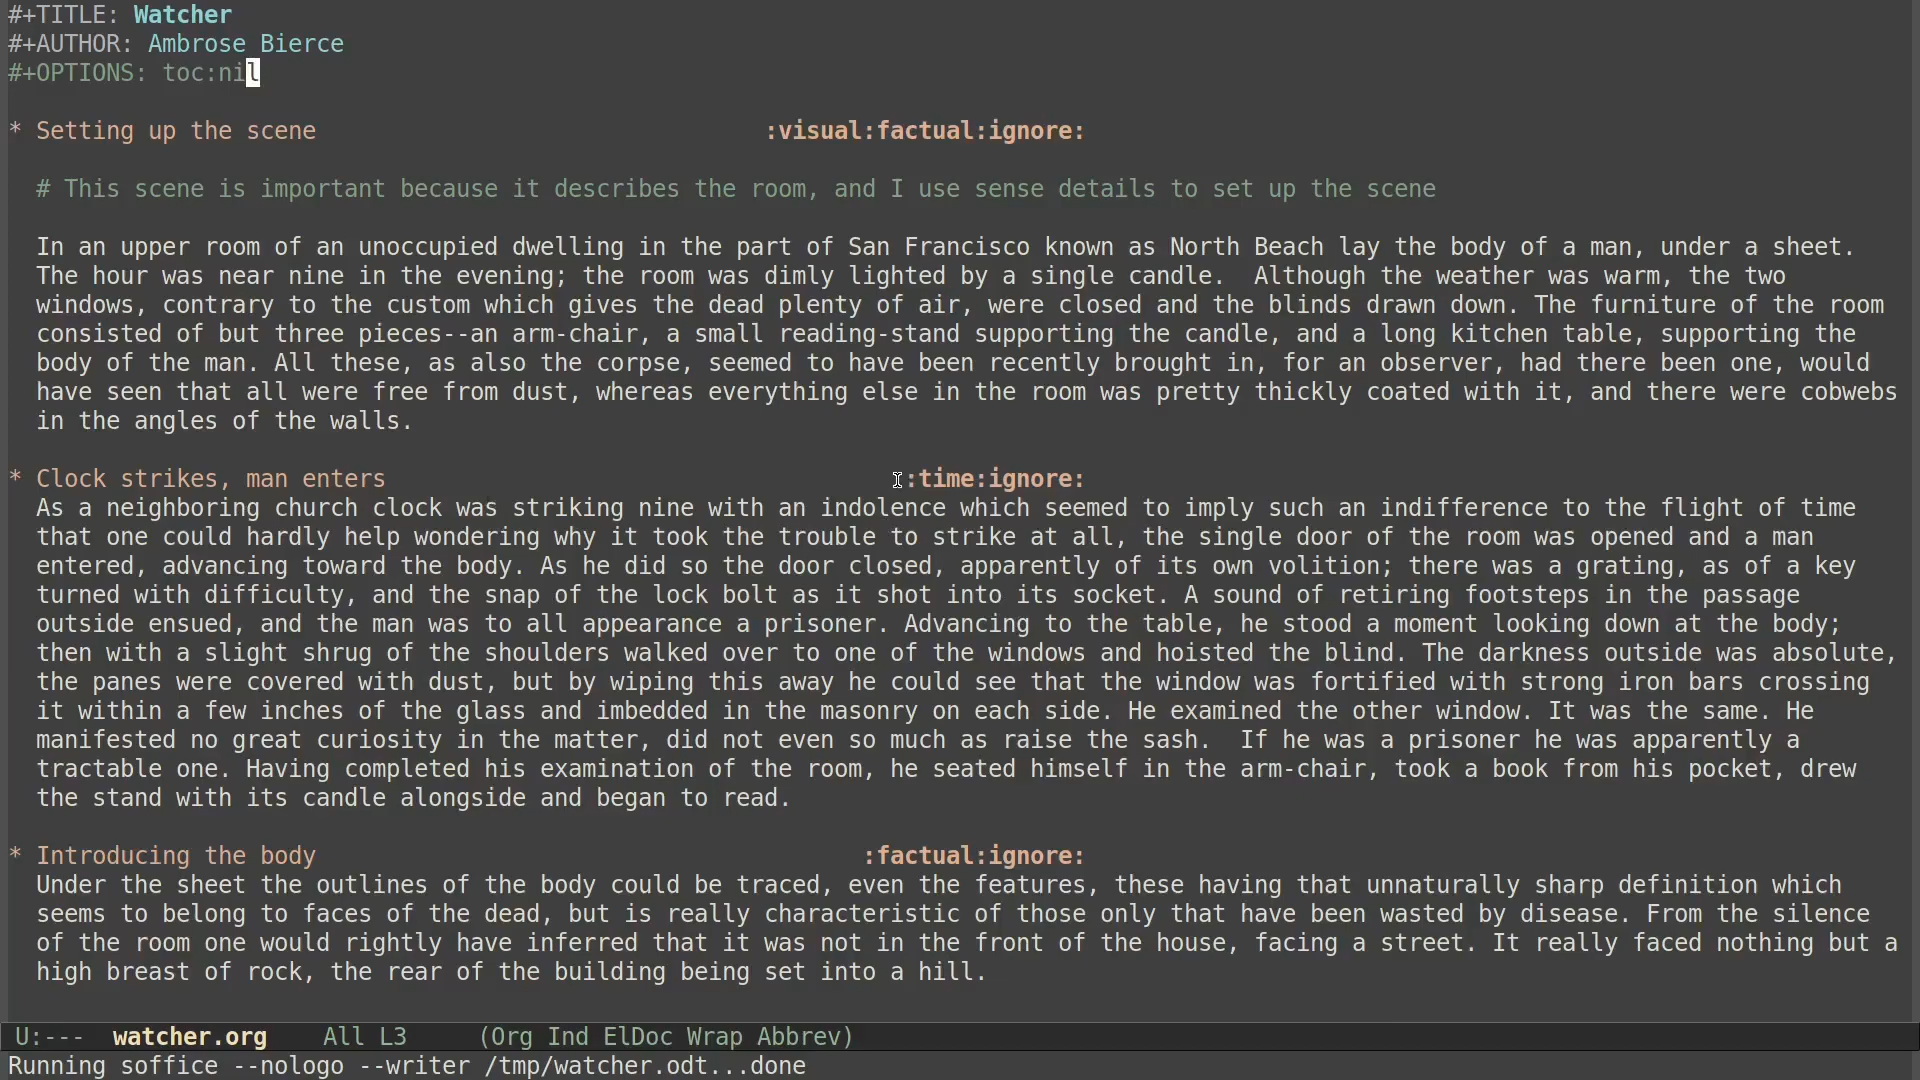 #+TITLE: Watcher
#+AUTHOR: Ambrose Bierce
#+OPTIONS: toc:nil
* Setting up the scene :visual:factual:ignore:
# This scene is important because it describes the room, and I use sense details to set up the scene
In an upper room of an unoccupied dwelling in the part of San Francisco known as North Beach lay the body of a man, under a sheet.
The hour was near nine in the evening; the room was dimly lighted by a single candle.  Although the weather was warm, the two
windows, contrary to the custom which gives the dead plenty of air, were closed and the blinds drawn down. The furniture of the room
consisted of but three pieces--an arm-chair, a small reading-stand supporting the candle, and a long kitchen table, supporting the
body of the man. All these, as also the corpse, seemed to have been recently brought in, for an observer, had there been one, would
have seen that all were free from dust, whereas everything else in the room was pretty thickly coated with it, and there were cobwebs
in the angles of the walls.
* Clock strikes, man enters :time:ignore:
As a neighboring church clock was striking nine with an indolence which seemed to imply such an indifference to the flight of time
that one could hardly help wondering why it took the trouble to strike at all, the single door of the room was opened and a man
entered, advancing toward the body. As he did so the door closed, apparently of its own volition; there was a grating, as of a key
turned with difficulty, and the snap of the lock bolt as it shot into its socket. A sound of retiring footsteps in the passage
outside ensued, and the man was to all appearance a prisoner. Advancing to the table, he stood a moment looking down at the body;
then with a slight shrug of the shoulders walked over to one of the windows and hoisted the blind. The darkness outside was absolute,
the panes were covered with dust, but by wiping this away he could see that the window was fortified with strong iron bars crossing
it within a few inches of the glass and imbedded in the masonry on each side. He examined the other window. It was the same. He
manifested no great curiosity in the matter, did not even so much as raise the sash.  If he was a prisoner he was apparently a
tractable one. Having completed his examination of the room, he seated himself in the arm-chair, took a book from his pocket, drew
the stand with its candle alongside and began to read.
* Introducing the body :factual:ignore:
Under the sheet the outlines of the body could be traced, even the features, these having that unnaturally sharp definition which
seems to belong to faces of the dead, but is really characteristic of those only that have been wasted by disease. From the silence
of the room one would rightly have inferred that it was not in the front of the house, facing a street. It really faced nothing but a
high breast of rock, the rear of the building being set into a hill.
U:--- watcher.org All L3 (Org Ind ElDoc Wrap Abbrev)
Running soffice --nologo --writer /tmp/watcher.odt...done